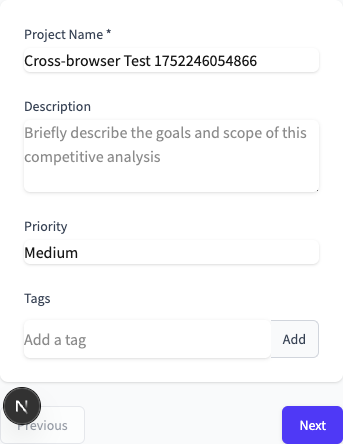 Project Name *
Cross-browser Test 1752246054866
Description
Briefly describe the goals and scope of this
competitive analysis
Priority
Medium
Tags
Add a tag
Add
N
Previous
Next